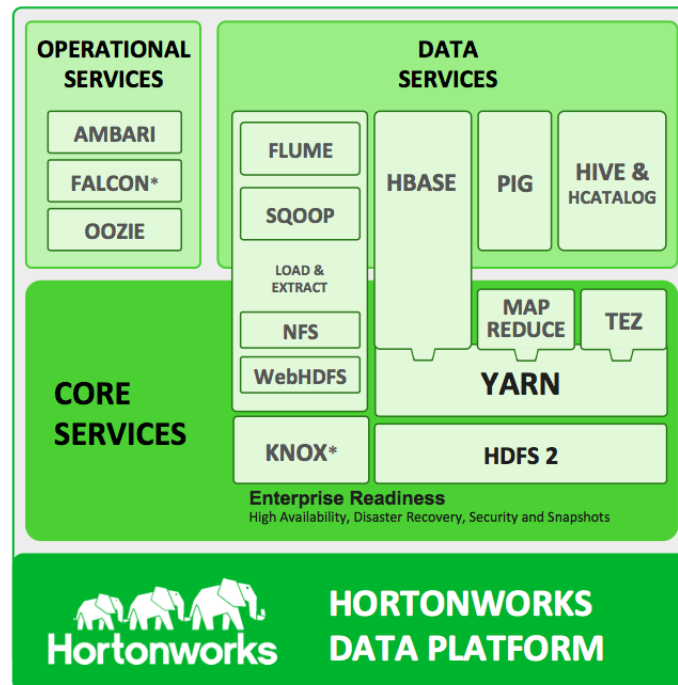 OPERATIONAL
SERVICES
AMBARI
FALCON*
OOZIE
DATA
SERVICES
FLUME
SQOOP
LOAD &
EXTRACT
NFS
WebHDFS
HBASE
PIG
HIVE &
HCATALOG
CORE
SERVICES
MAP
REDUCE
TEZ
YARN
KNOX*
HDFS 2
Enterprise Readiness
High Availability, Disaster Recovery, Security and Snapshots
Hortonworks
HORTONWORKS
DATA PLATFORM